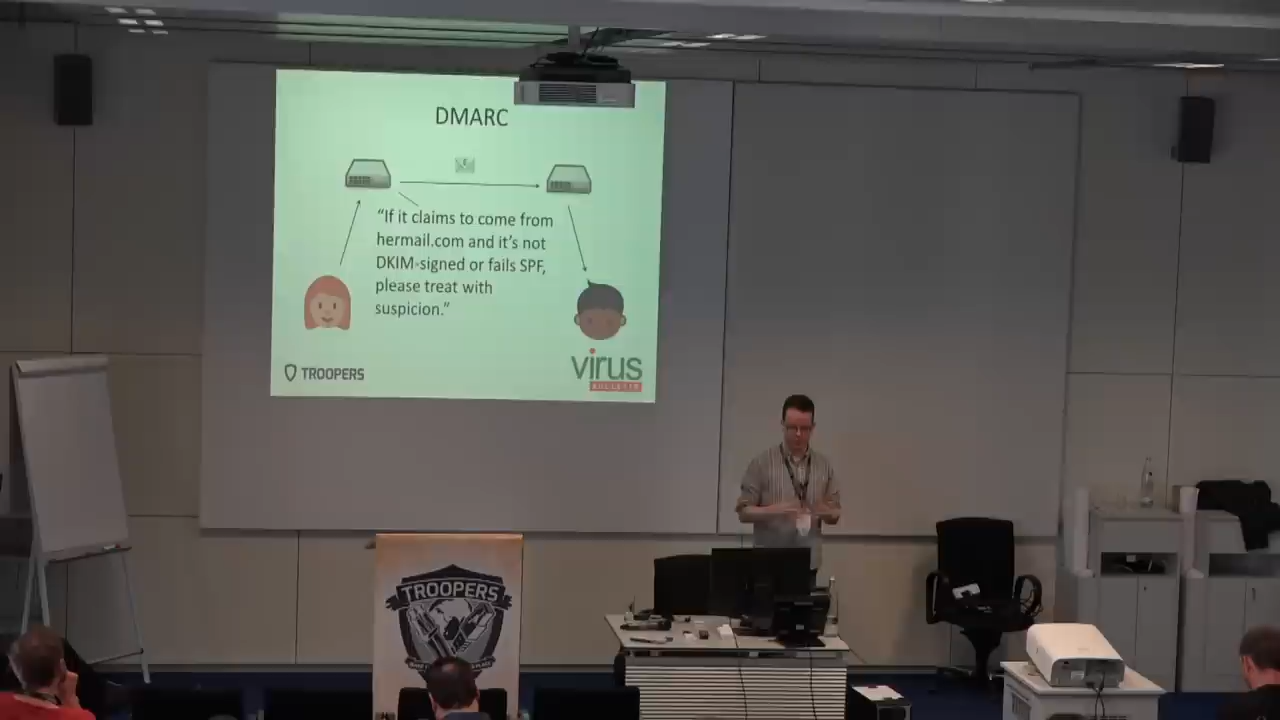 DMARC
“If it claims to come from
hermail.com and it’s not
DKIM-signed or fails SPF,
please treat with
suspicion.”
TROOPERS
virus
BULLETIN
TROOPERS